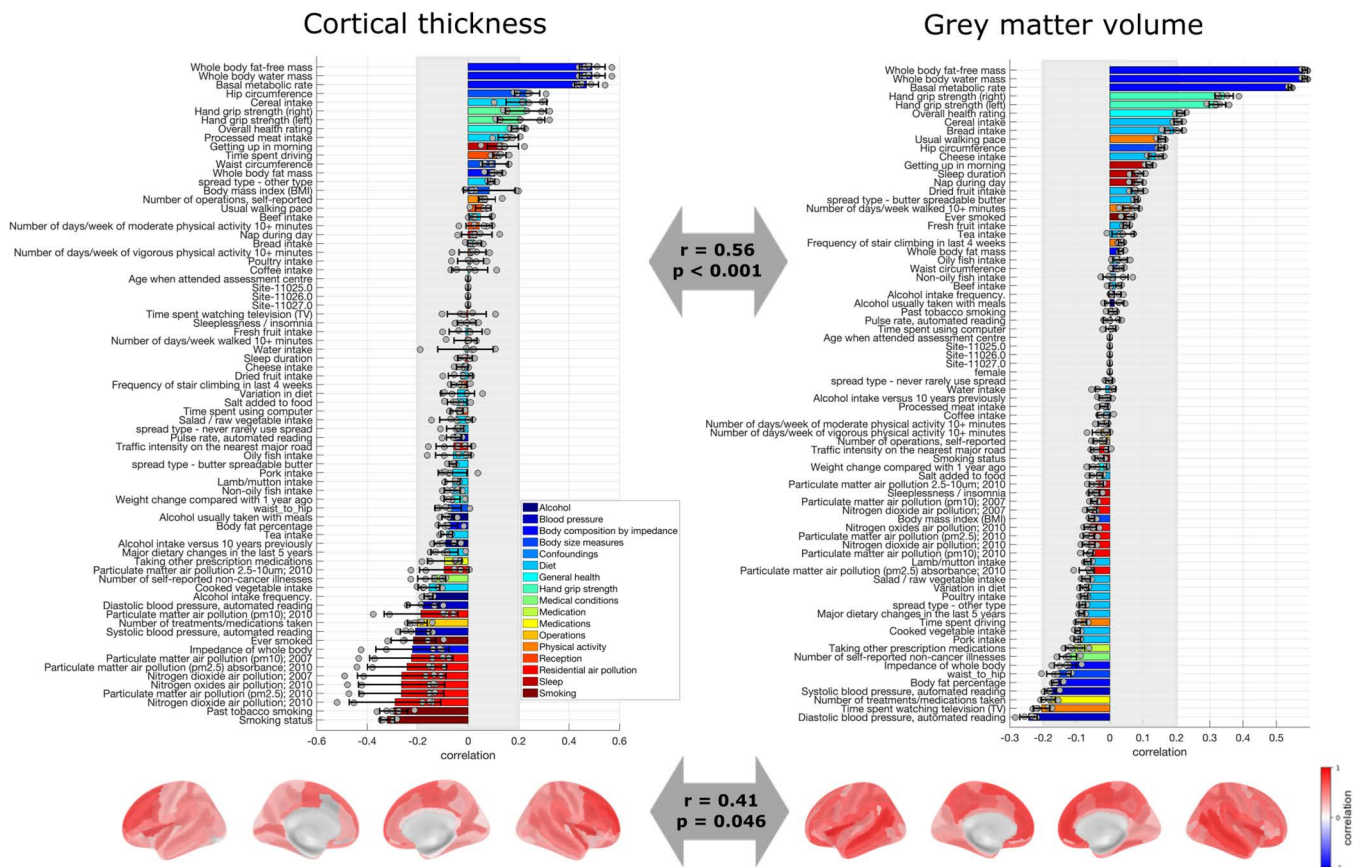 Cortical thickness
Whole body fat-free mass
Whole body water mass
Basal metabolic rate
Hip circumference
Cereal intake
Hand grip strength (right)
Hand grip strength (left)
Overall health rating
Processed meat intake
Getting up in morning
Time spent driving
Waist circumference
Whole body fat mass
spread type - other type
Body mass index (BMI)
Number of operations, self-reported
Usual walking pace
Beef intake
Number of days/week of moderate physical activity 10+ minutes
Nap during day
Bread intake
Number of days/week of vigorous physical activity 10+ minutes
Poultry intake
Coffee intake
Age when attended assessment centre
Site-11025.0
Site-11026.0
Site-11027.0
Time spent watching television (TV)
Sleeplessness / insomnia
Fresh fruit intake
Number of days/week walked 10+ minutes
Water intake
Sleep duration
Cheese intake
Dried fruit intake
Frequency of stair climbing in last 4 weeks
Variation in diet
Salt added to food
Time spent using computer
Salad / raw vegetable intake
spread type - never rarely use spread
Pulse rate, automated reading
Traffic intensity on the nearest major road
Oily fish intake
spread type - butter spreadable butter
Pork intake
Lamb/mutton intake
Non-oily fish intake
Weight change compared with 1 year ago
waist_to_hip
Alcohol usually taken with meals
Body fat percentage
Tea intake
Alcohol intake versus 10 years previously
Major dietary changes in the last 5 years
Taking other prescription medications
Particulate matter air pollution 2.5-10um; 2010
Number of self-reported non-cancer illnesses
Cooked vegetable intake
Alcohol intake frequency.
Diastolic blood pressure, automated reading
Particulate matter air pollution (pm10); 2010
Number of treatments/medications taken
Systolic blood pressure, automated reading
Ever smoked
Impedance of whole body
Particulate matter air pollution (pm10); 2007
Particulate matter air pollution (pm2.5) absorbance; 2010
Nitrogen dioxide air pollution; 2007
Nitrogen oxides air pollution; 2010
Particulate matter air pollution (pm2.5); 2010
Nitrogen dioxide air pollution; 2010
Past tobacco smoking
Smoking status
-0.6 -0.4 -0.2 0 0.2 0.4 0.6
correlation
Alcohol
Blood pressure
Body composition by impedance
Body size measures
Confoundings
Diet
General health
Hand grip strength
Medical conditions
Medication
Medications
Operations
Physical activity
Reception
Residential air pollution
Sleep
Smoking
r = 0.56
p < 0.001
Grey matter volume
Whole body fat-free mass
Whole body water mass
Basal metabolic rate
Hand grip strength (right)
Hand grip strength (left)
Overall health rating
Cereal intake
Bread intake
Usual walking pace
Hip circumference
Cheese intake
Getting up in morning
Sleep duration
Nap during day
Dried fruit intake
spread type - butter spreadable butter
Number of days/week walked 10+ minutes
Ever smoked
Fresh fruit intake
Tea intake
Frequency of stair climbing in last 4 weeks
Whole body fat mass
Oily fish intake
Waist circumference
Non-oily fish intake
Beef intake
Alcohol intake frequency.
Alcohol usually taken with meals
Past tobacco smoking
Pulse rate, automated reading
Time spent using computer
Age when attended assessment centre
Site-11025.0
Site-11026.0
Site-11027.0
female
spread type - never rarely use spread
Water intake
Alcohol intake versus 10 years previously
Processed meat intake
Coffee intake
Number of days/week of moderate physical activity 10+ minutes
Number of days/week of vigorous physical activity 10+ minutes
Number of operations, self-reported
Traffic intensity on the nearest major road
Smoking status
Weight change compared with 1 year ago
Salt added to food
Particulate matter air pollution 2.5-10um; 2010
Sleeplessness / insomnia
Particulate matter air pollution (pm10); 2007
Nitrogen dioxide air pollution; 2007
Body mass index (BMI)
Nitrogen oxides air pollution; 2010
Particulate matter air pollution (pm2.5); 2010
Nitrogen dioxide air pollution; 2010
Particulate matter air pollution (pm10); 2010
Lamb/mutton intake
Particulate matter air pollution (pm2.5) absorbance; 2010
Salad / raw vegetable intake
Variation in diet
Poultry intake
spread type - other type
Major dietary changes in the last 5 years
Time spent driving
Cooked vegetable intake
Pork intake
Taking other prescription medications
Number of self-reported non-cancer illnesses
Impedance of whole body
waist_to_hip
Body fat percentage
Systolic blood pressure, automated reading
Number of treatments/medications taken
Time spent watching television (TV)
Diastolic blood pressure, automated reading
-0.3 -0.2 -0.1 0 0.1 0.2 0.3 0.4 0.5
correlation
r = 0.41
p = 0.046
1
0
correlation